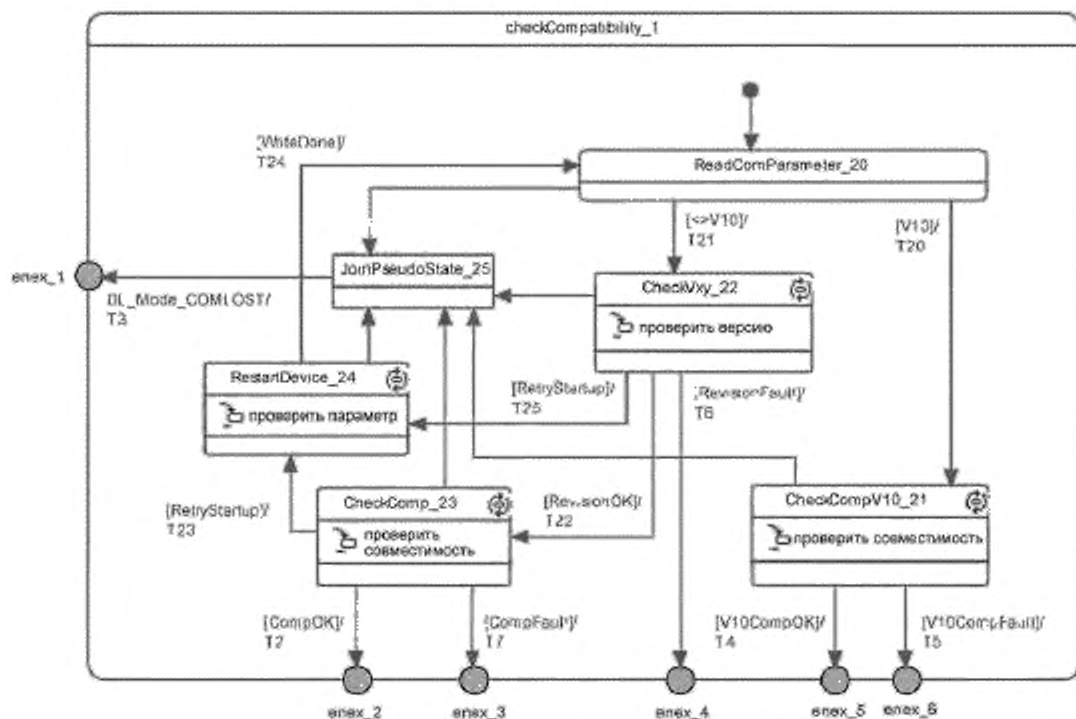 checkCompatibility_1
[WriteDone]/
T24
ReadComParameter_20
[<>V10]/
T21
[V10]/
T20
enex_1
JoinPseudoState_25
CheckVxy_22
DL_Mode_COMLOST/
T3
проверить версию
RestartDevice_24
проверить параметр
[RetryStartup]/
T25
[RevisionFault]/
T6
[RetryStartup]/
T23
CheckComp_23
проверить
совместимость
[RevisionOK]/
T22
CheckCompV10_21
проверить совместимость
[CompOK]/
T2
[CompFault]/
T7
[V10CompOK]/
T4
[V10CompFault]/
T5
enex_2
enex_3
enex_4
enex_5
enex_6